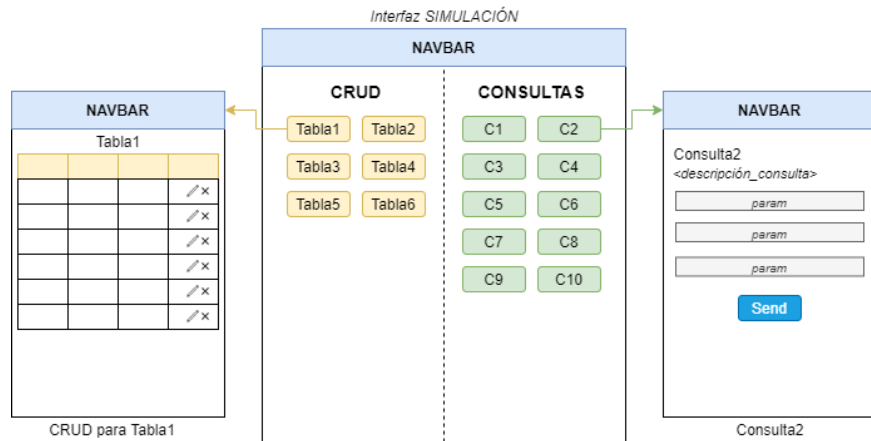 Interfaz SIMULACIÓN
NAVBAR
CRUD
Tabla1 Tabla2
Tabla3 Tabla4
Tabla5 Tabla6
CONSULTAS
C1 C2
C3 C4
C5 C6
C7 C8
C9 C10
NAVBAR
Tabla1
CRUD para Tabla1
NAVBAR
Consulta2
<descripción_consulta>
param
param
param
Send
Consulta2